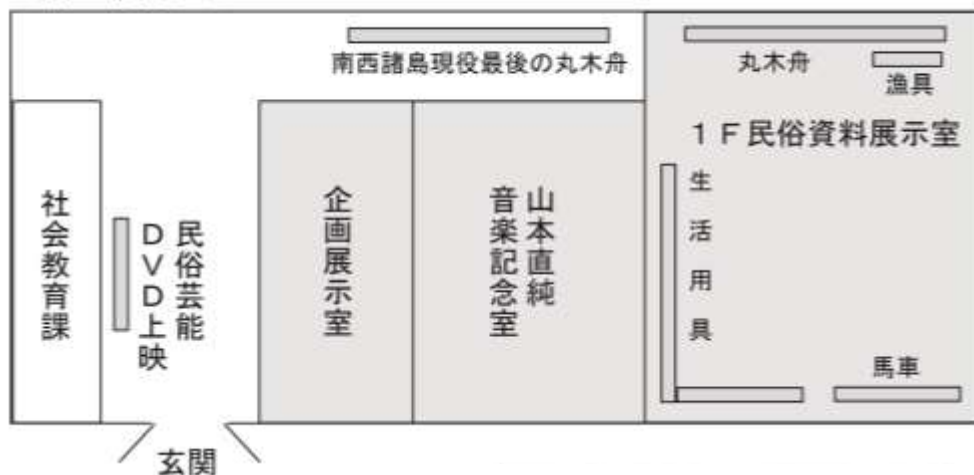 南西諸島現役最後の丸木舟
丸木舟
漁具
1F民俗資料展示室
社会教育課
民俗芸能
DVD上映
企画展示室
山本直純
音楽記念室
生活用具
馬車
玄関